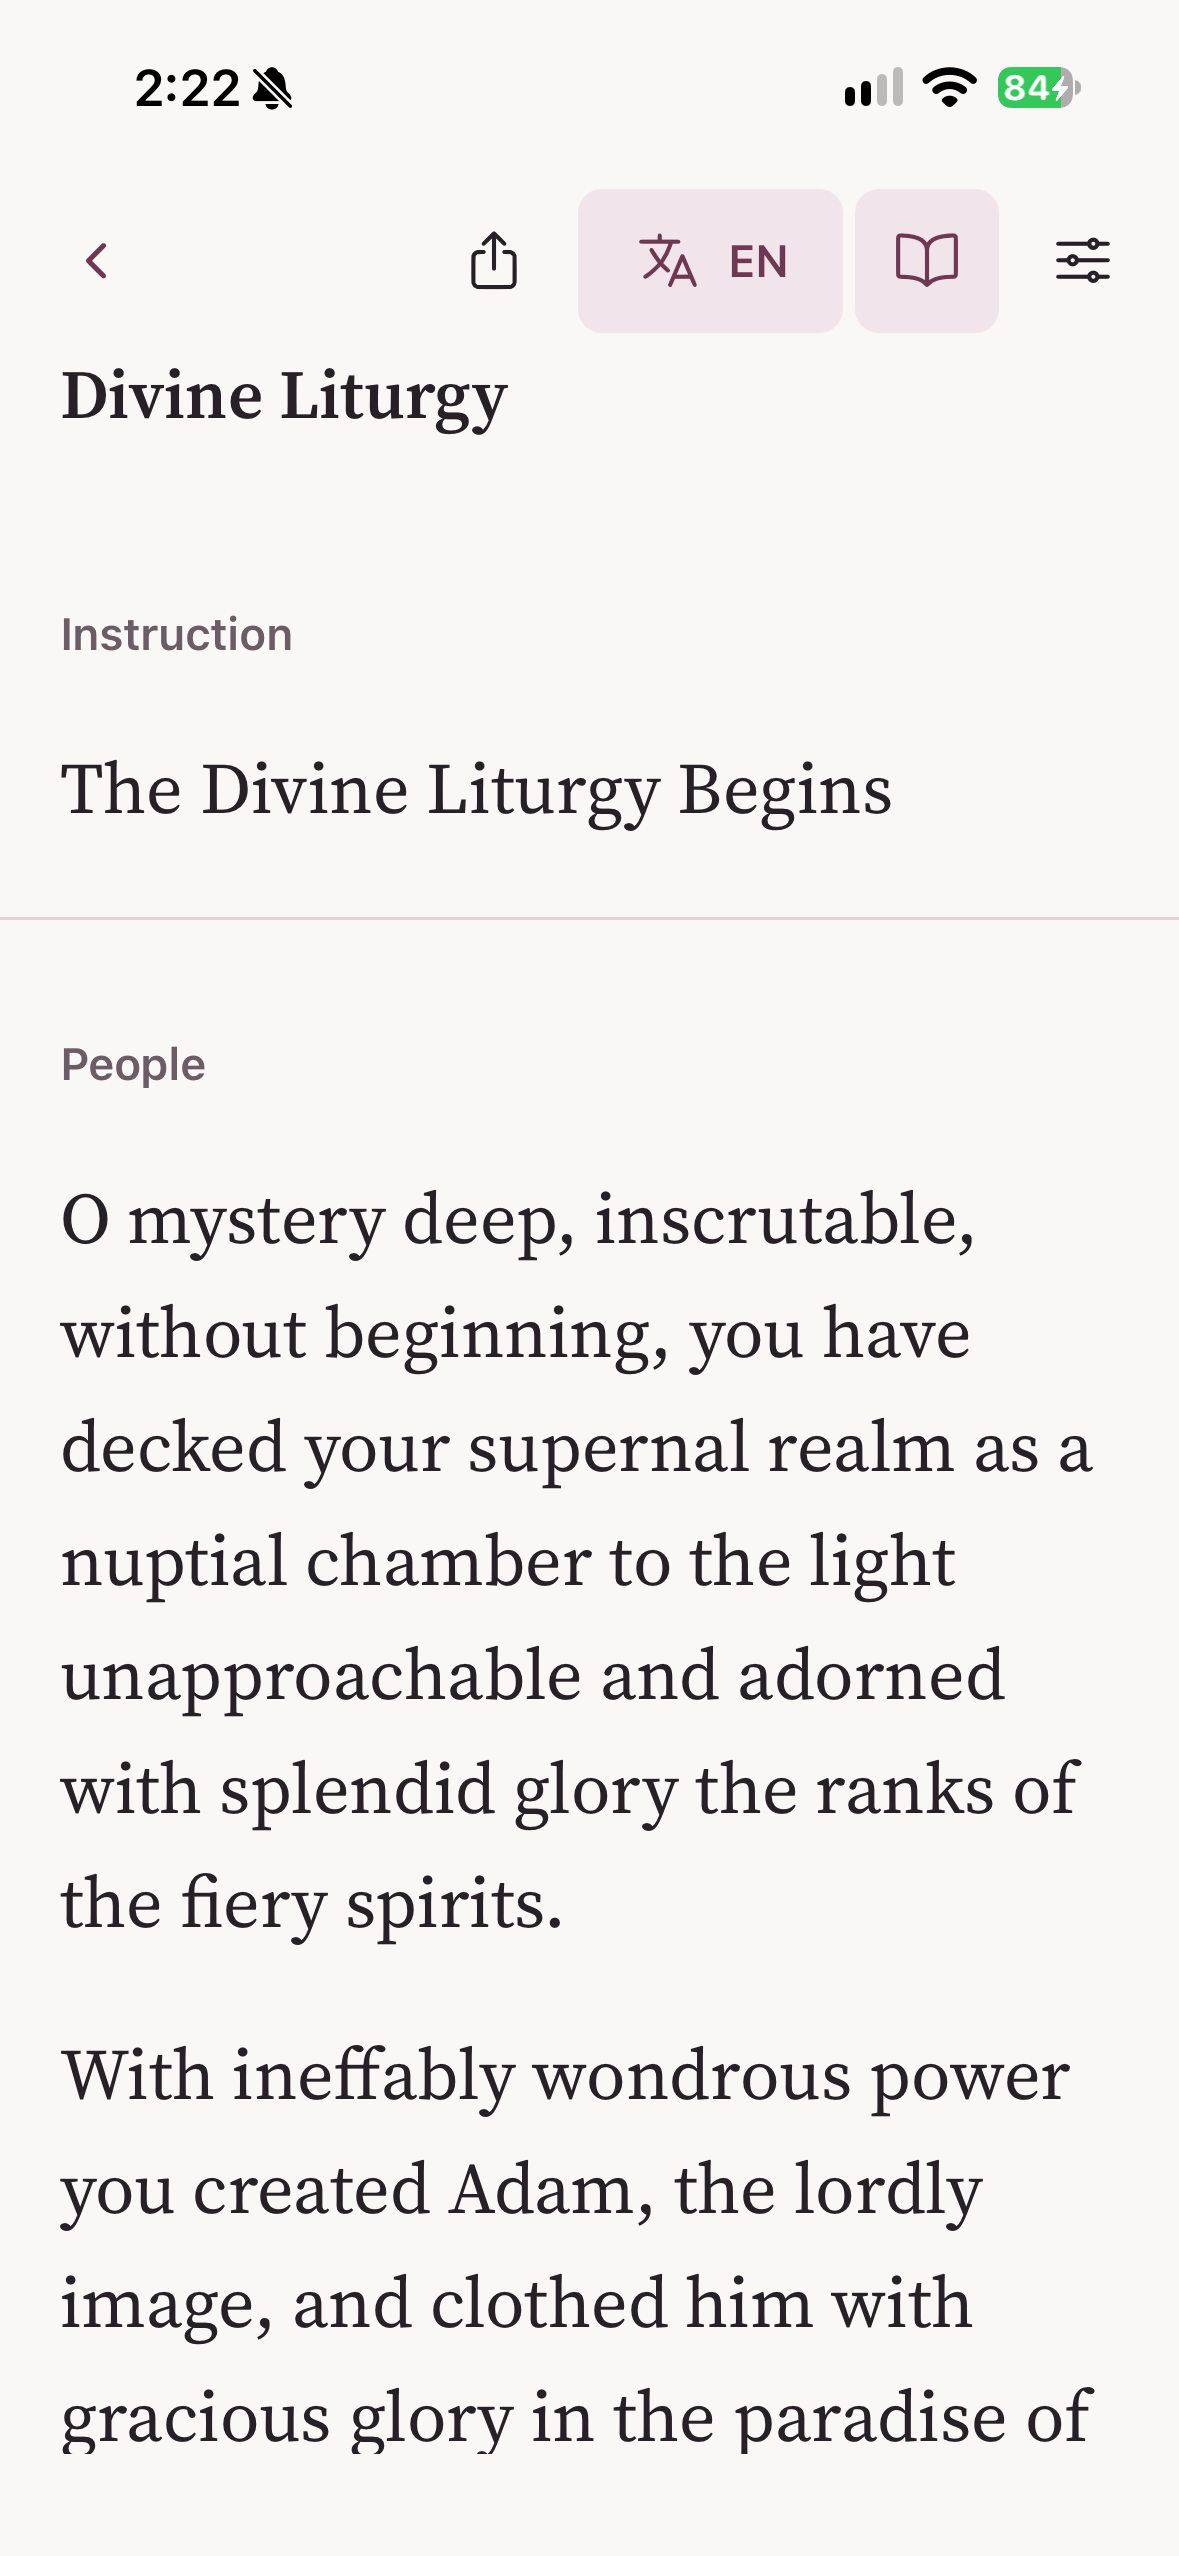 2:22
84
EN
Divine Liturgy
Instruction
The Divine Liturgy Begins
People
O mystery deep, inscrutable,
without beginning, you have
decked your supernal realm as a
nuptial chamber to the light
unapproachable and adorned
with splendid glory the ranks of
the fiery spirits.
With ineffably wondrous power
you created Adam, the lordly
image, and clothed him with
gracious glory in the paradise of